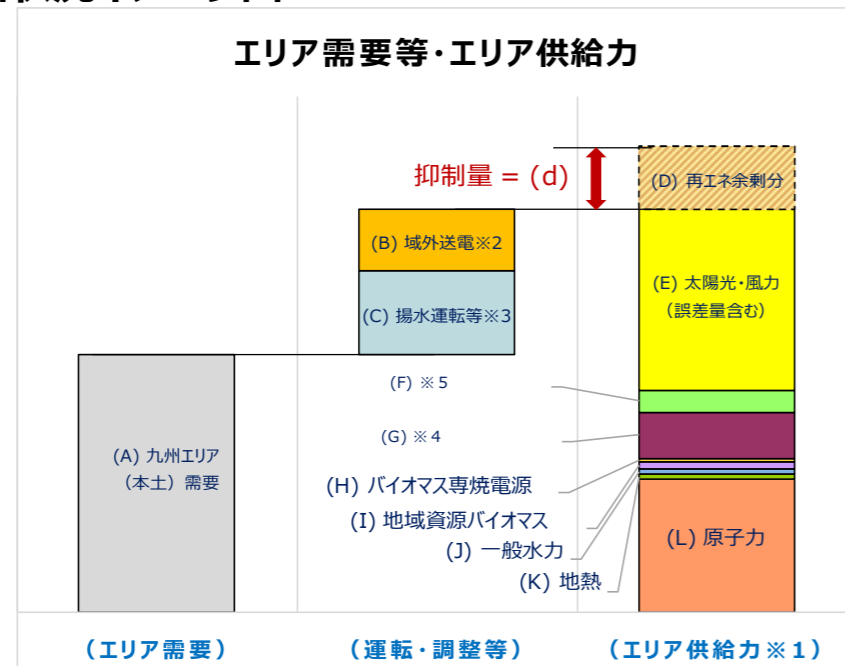 エリア需要等・エリア供給力
抑制量 = (d)
(D) 再エネ余剰分
(B) 域外送電※2
(C) 揚水運転等※3
(E) 太陽光・風力
（誤差量含む）
(F) ※5
(G) ※4
(A) 九州エリア
（本土）需要
(H) バイオマス専焼電源
(I) 地域資源バイオマス
(J) 一般水力
(K) 地熱
(L) 原子力
（エリア需要）
（運転・調整等）
（エリア供給力※1）